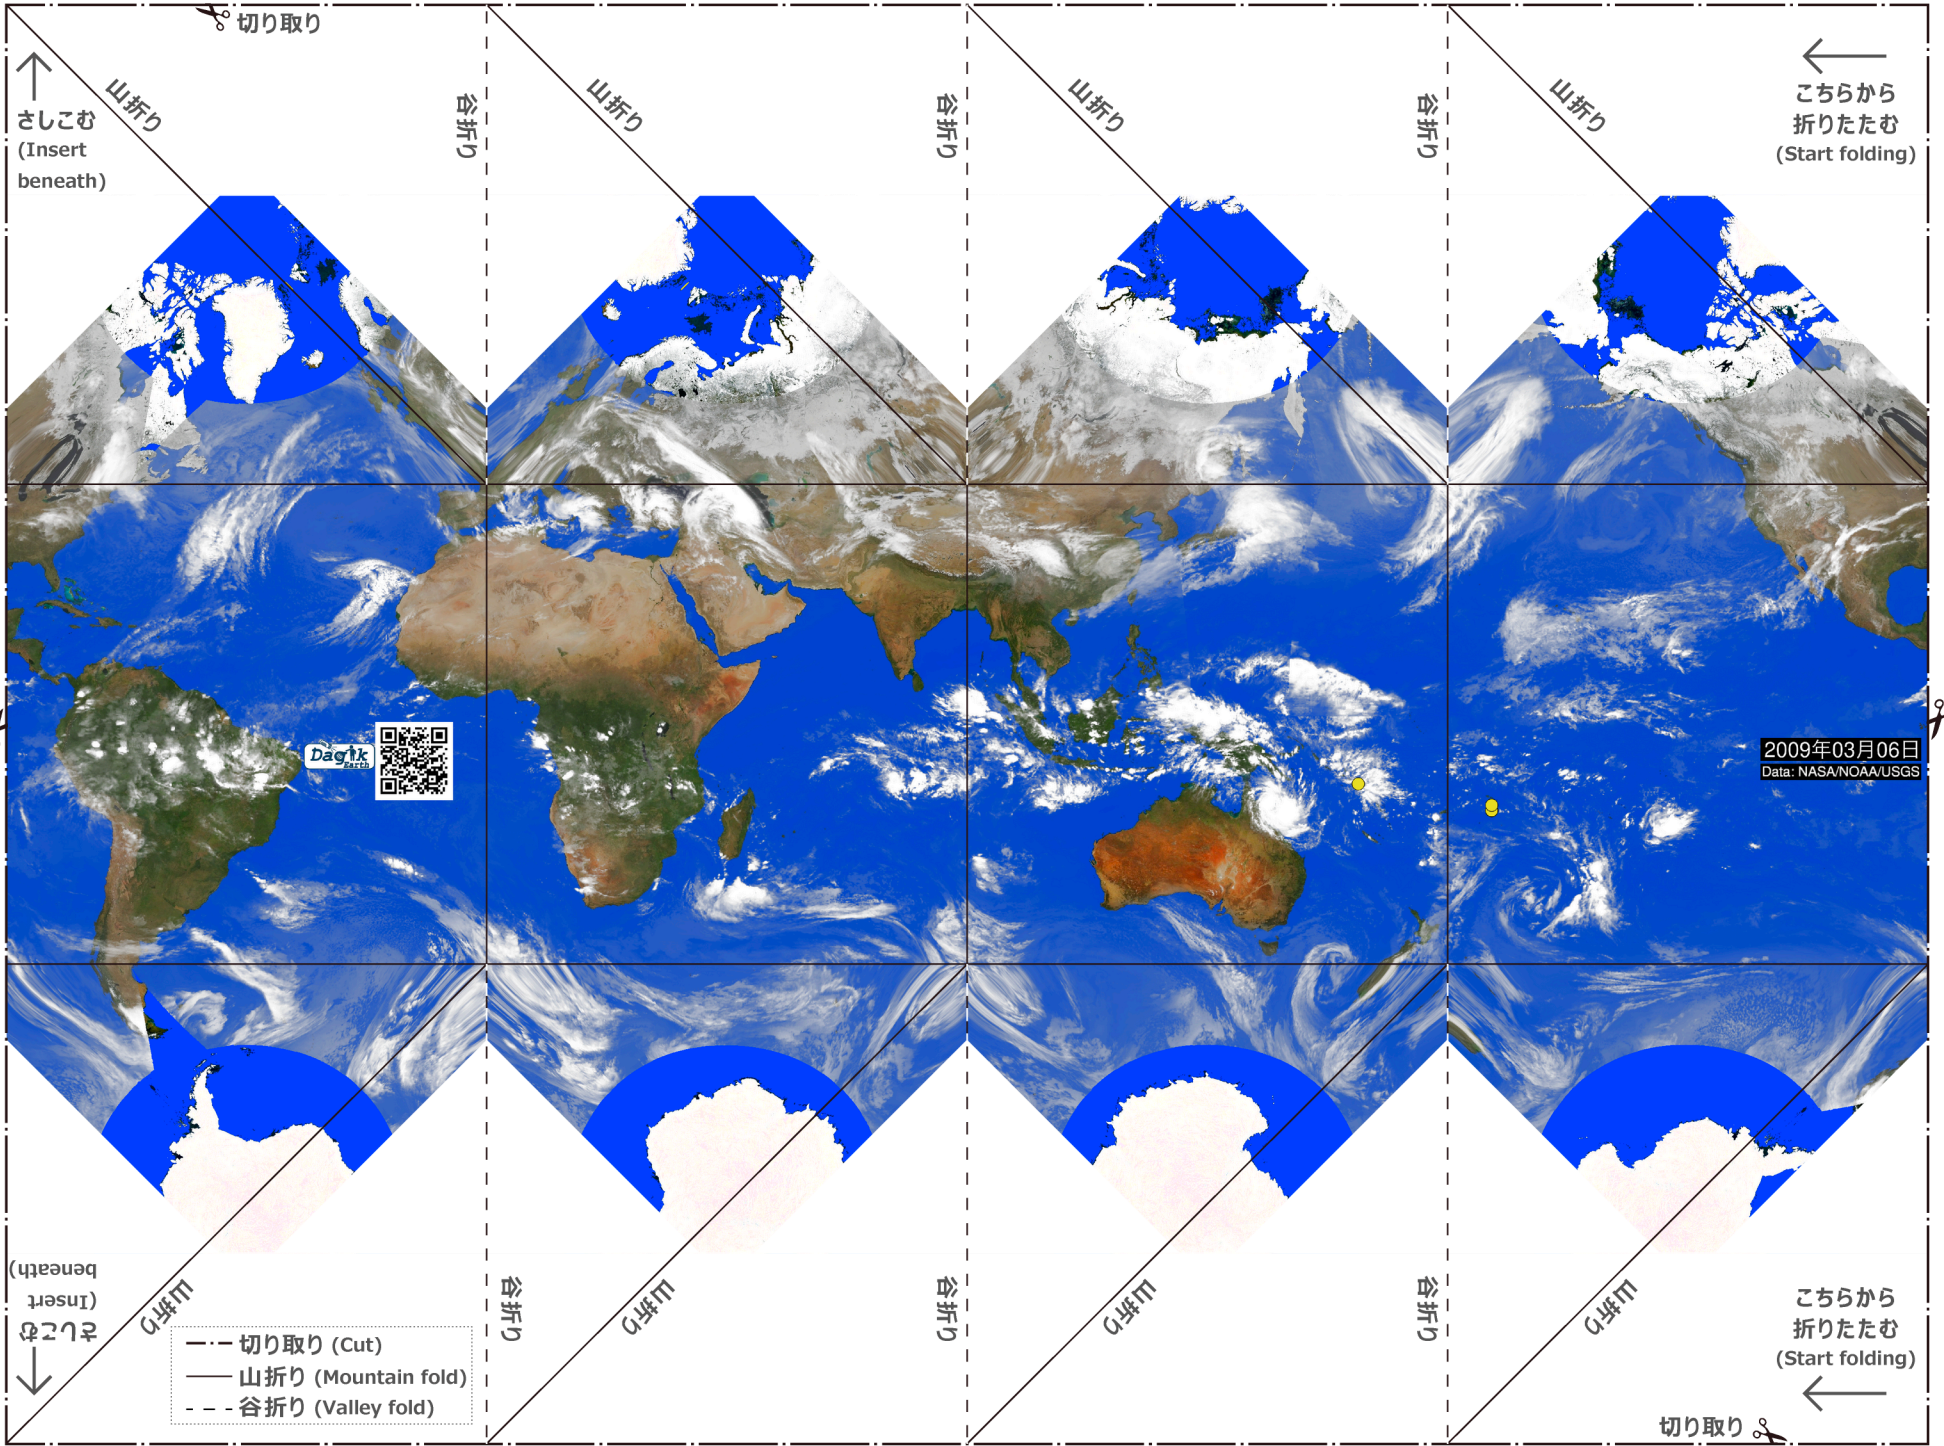 切り取り
山折り
谷折り
山折り
谷折り
山折り
谷折り
山折り
さしこむ
(Insert
beneath)
こちらから
折りたたむ
(Start folding)
Dagik
Earth
2009年03月06日
Data: NASA/NOAA/USGS
さしこむ
(Insert
beneath)
山折り
谷折り
山折り
谷折り
山折り
谷折り
山折り
こちらから
折りたたむ
(Start folding)
切り取り (Cut)
山折り (Mountain fold)
谷折り (Valley fold)
切り取り